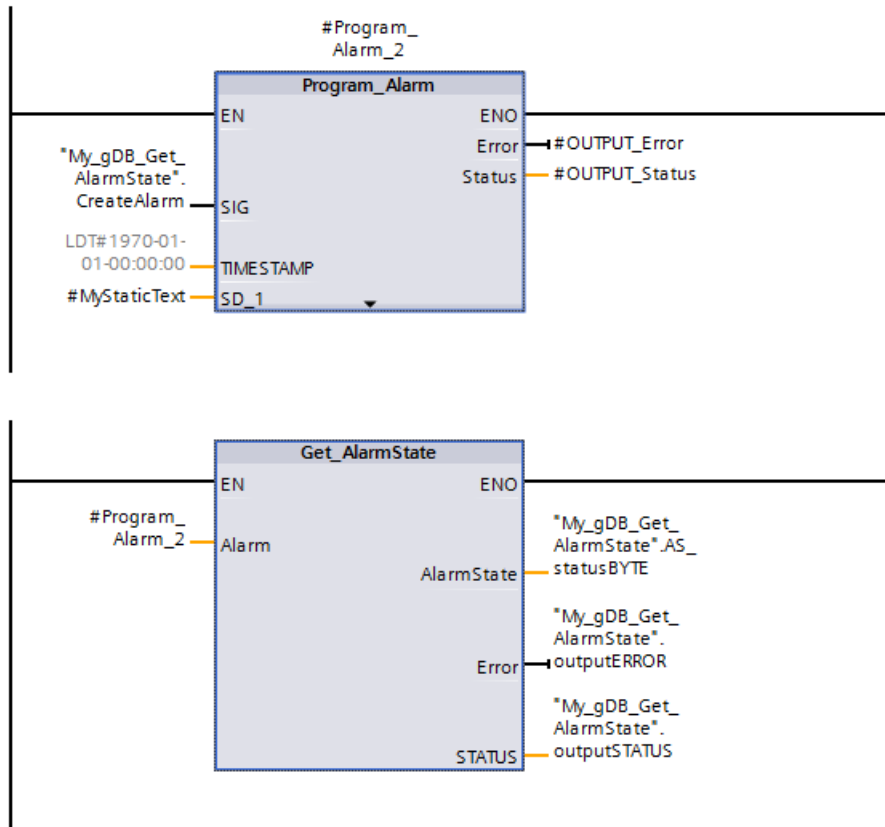 #Program_
Alarm_2
Program_Alarm
EN
ENO
Error
#OUTPUT_Error
"My_gDB_Get_
AlarmState".
CreateAlarm
Status
#OUTPUT_Status
SIG
LDT#1970-01-
01-00:00:00
TIMESTAMP
#MyStaticText
SD_1
Get_AlarmState
EN
ENO
#Program_
Alarm_2
Alarm
"My_gDB_Get_
AlarmState".AS_
statusBYTE
AlarmState
"My_gDB_Get_
AlarmState".
outputERROR
Error
"My_gDB_Get_
AlarmState".
outputSTATUS
STATUS